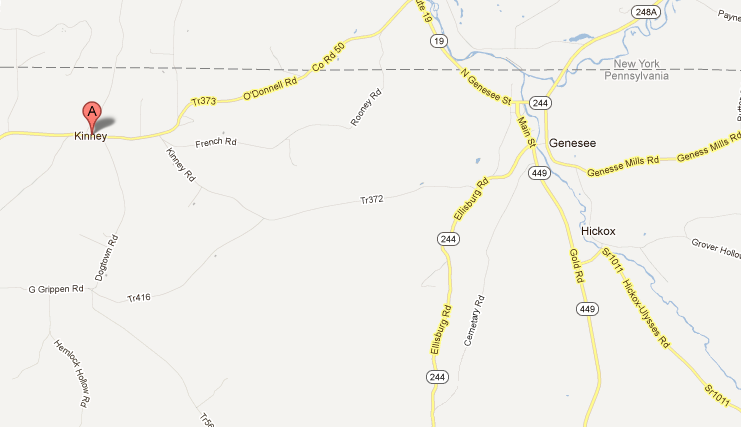 Route 19
248A
Payne
19
Co Rd 50
O'Donnell Rd
Tr373
N Genesee St
New York
Pennsylvania
244
A
Kinney
Rooney Rd
French Rd
Kinney Rd
Main St
Genesee
Genesse Mills Rd
Geness Mills Rd
449
Tr372
Ellisburg Rd
244
Hickox
Grover Hollow
Dogtown Rd
Gold Rd
Sr1011
Hickox-Ulysses Rd
G Grippen Rd
Tr416
Cemetary Rd
449
Ellisburg Rd
Hemlock Hollow Rd
244
Sr1011